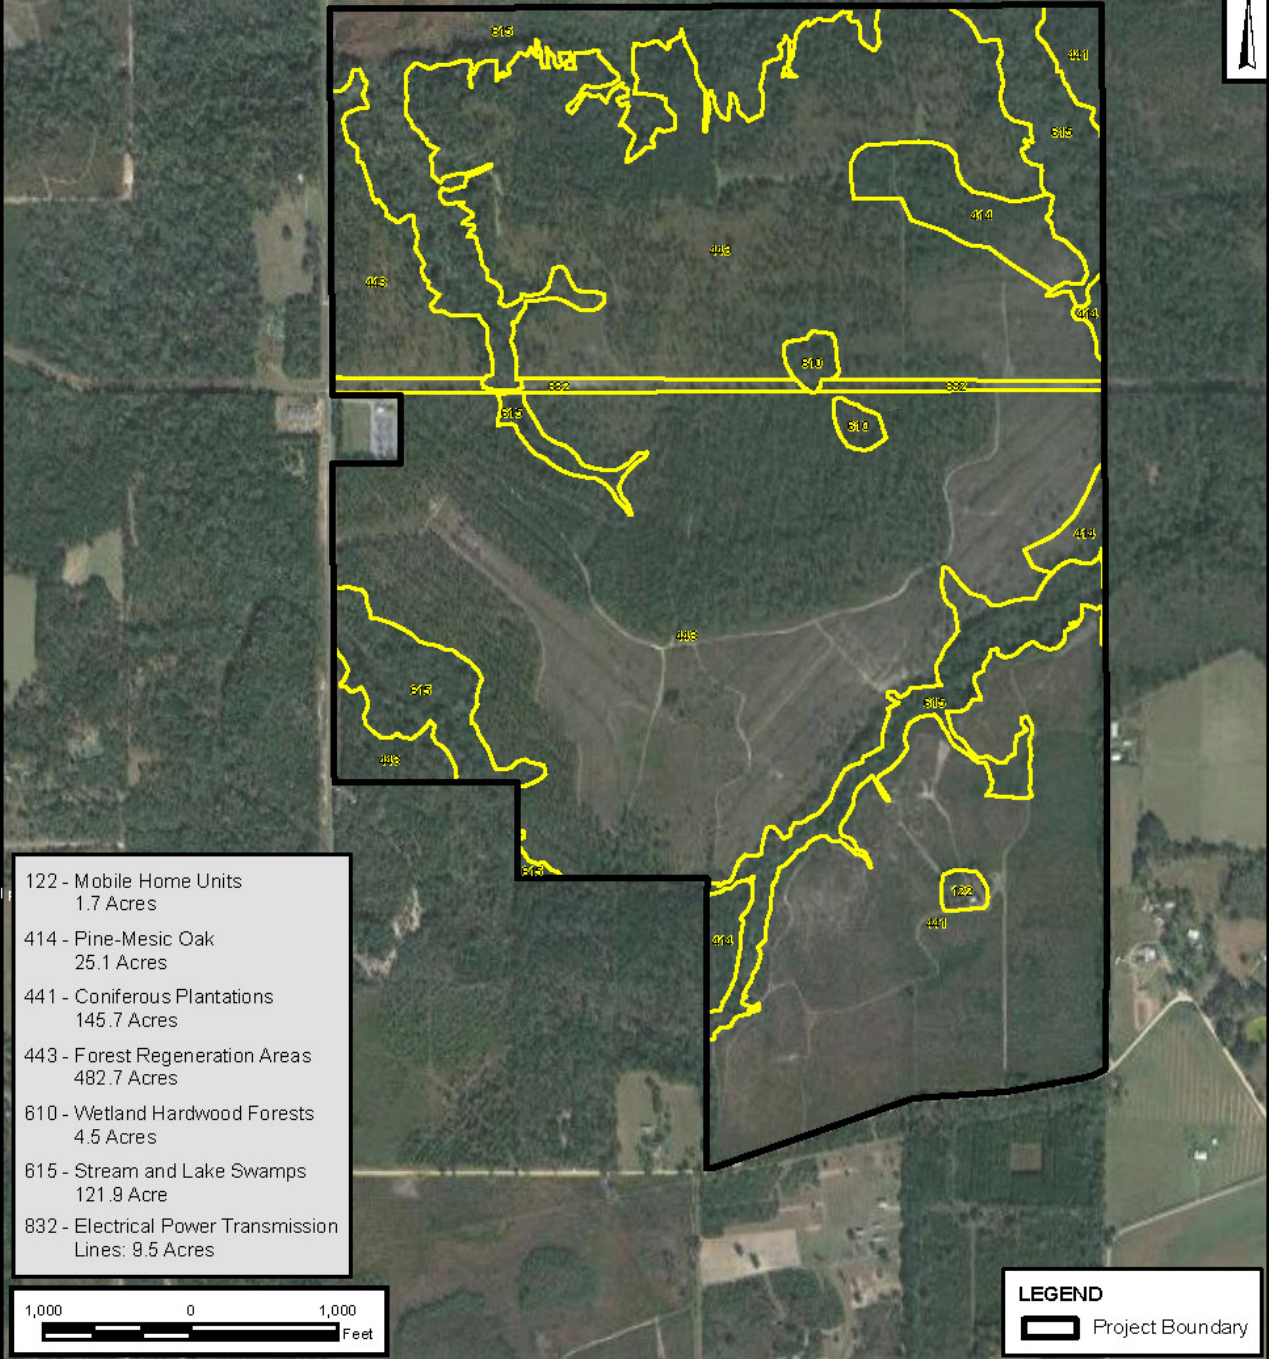 615
441
615
414
443
443
414
610
832
832
615
610
414
443
615
615
443
615
122
441
414
122 - Mobile Home Units
1.7 Acres
414 - Pine-Mesic Oak
25.1 Acres
441 - Coniferous Plantations
145.7 Acres
443 - Forest Regeneration Areas
482.7 Acres
610 - Wetland Hardwood Forests
4.5 Acres
615 - Stream and Lake Swamps
121.9 Acre
832 - Electrical Power Transmission
Lines: 9.5 Acres
1,000 0 1,000
Feet
LEGEND
Project Boundary